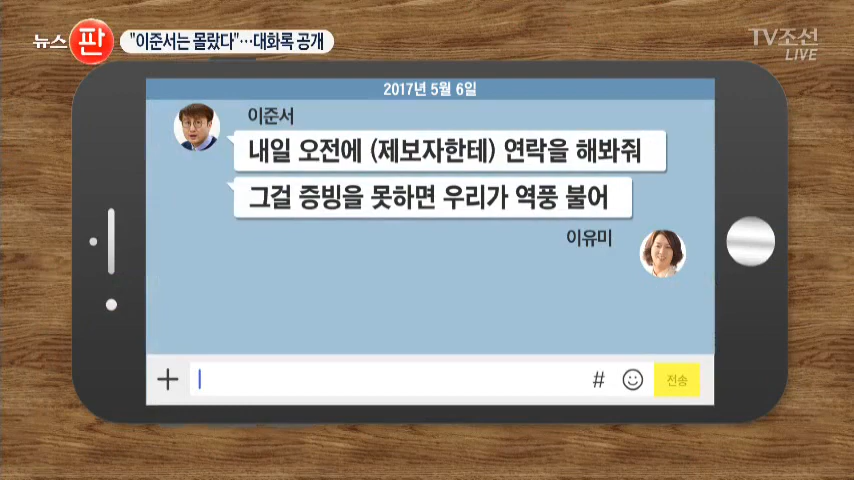 뉴스 판 "이준서는 몰랐다"…대화록 공개
TV조선
LIVE
2017년 5월 6일
이준서
내일 오전에 (제보자한테) 연락을 해봐줘
그걸 증빙을 못하면 우리가 역풍 불어
이유미
+ # 전송